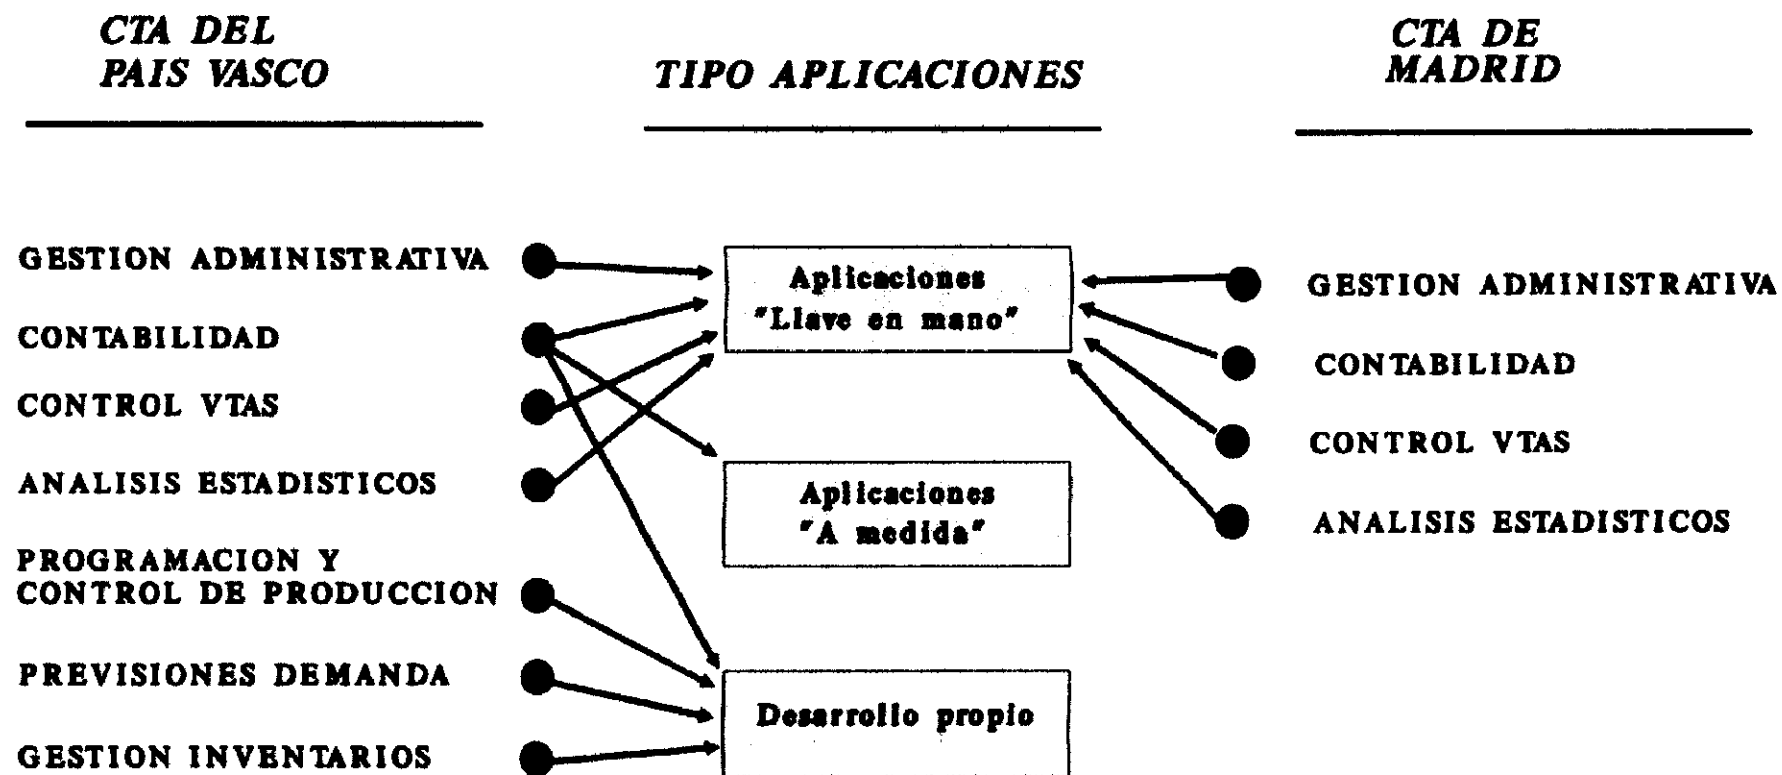 CTA DEL
PAIS VASCO
TIPO APLICACIONES
CTA DE
MADRID
GESTION ADMINISTRATIVA
CONTABILIDAD
CONTROL VTAS
ANALISIS ESTADISTICOS
PROGRAMACION Y
CONTROL DE PRODUCCION
PREVISIONES DEMANDA
GESTION INVENTARIOS
Aplicaciones
"Llave en mano"
Aplicaciones
"A medida"
Desarrollo propio
GESTION ADMINISTRATIVA
CONTABILIDAD
CONTROL VTAS
ANALISIS ESTADISTICOS